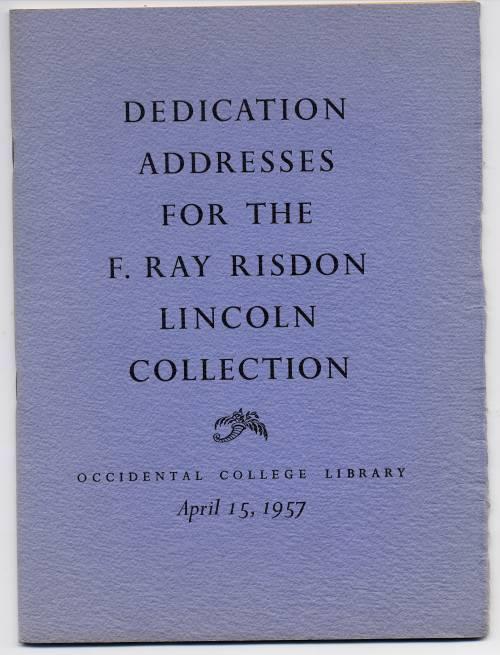 DEDICATION
ADDRESSES
FOR THE
F. RAY RISDON
LINCOLN
COLLECTION
OCCIDENTAL COLLEGE LIBRARY
April 15, 1957